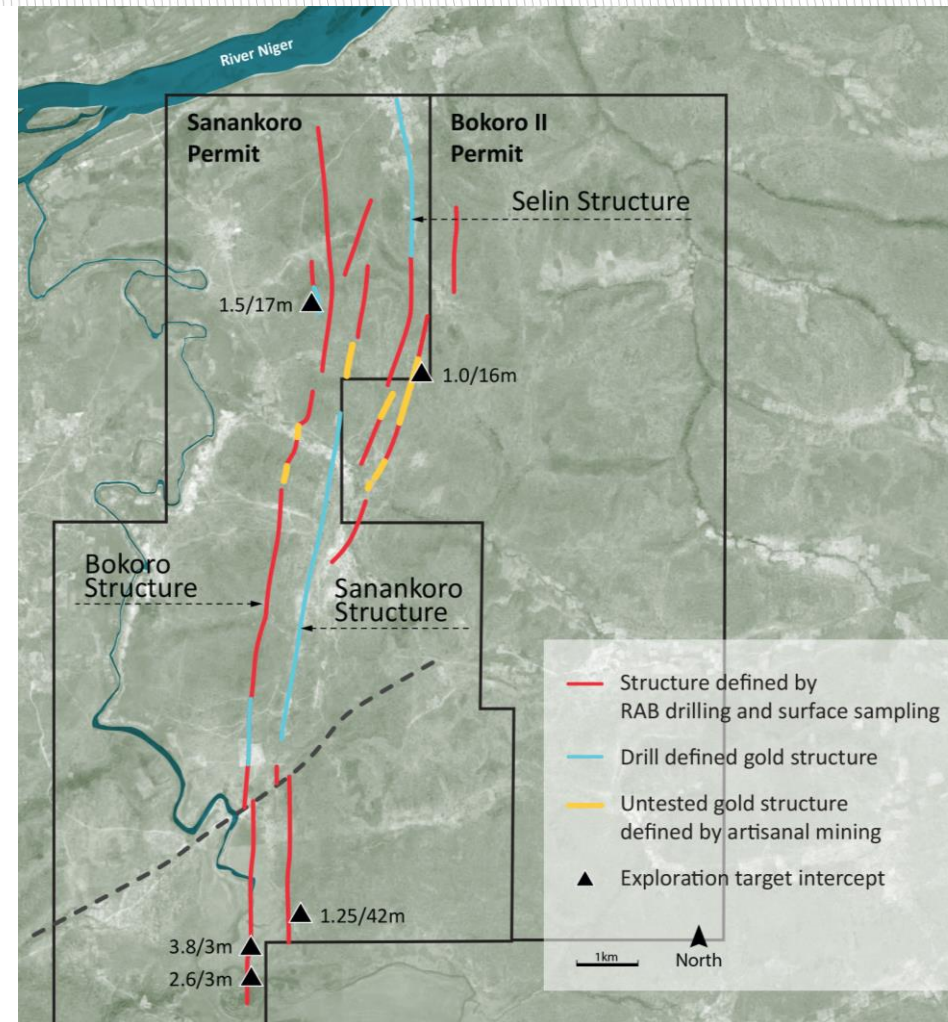 River Niger
Sanankoro
Permit
Bokoro II
Permit
Selin Structure
1.5/17m
1.0/16m
Bokoro
Structure
Sanankoro
Structure
Structure defined by
RAB drilling and surface sampling
Drill defined gold structure
Untested gold structure
defined by artisanal mining
Exploration target intercept
1.25/42m
3.8/3m
2.6/3m
1km
North